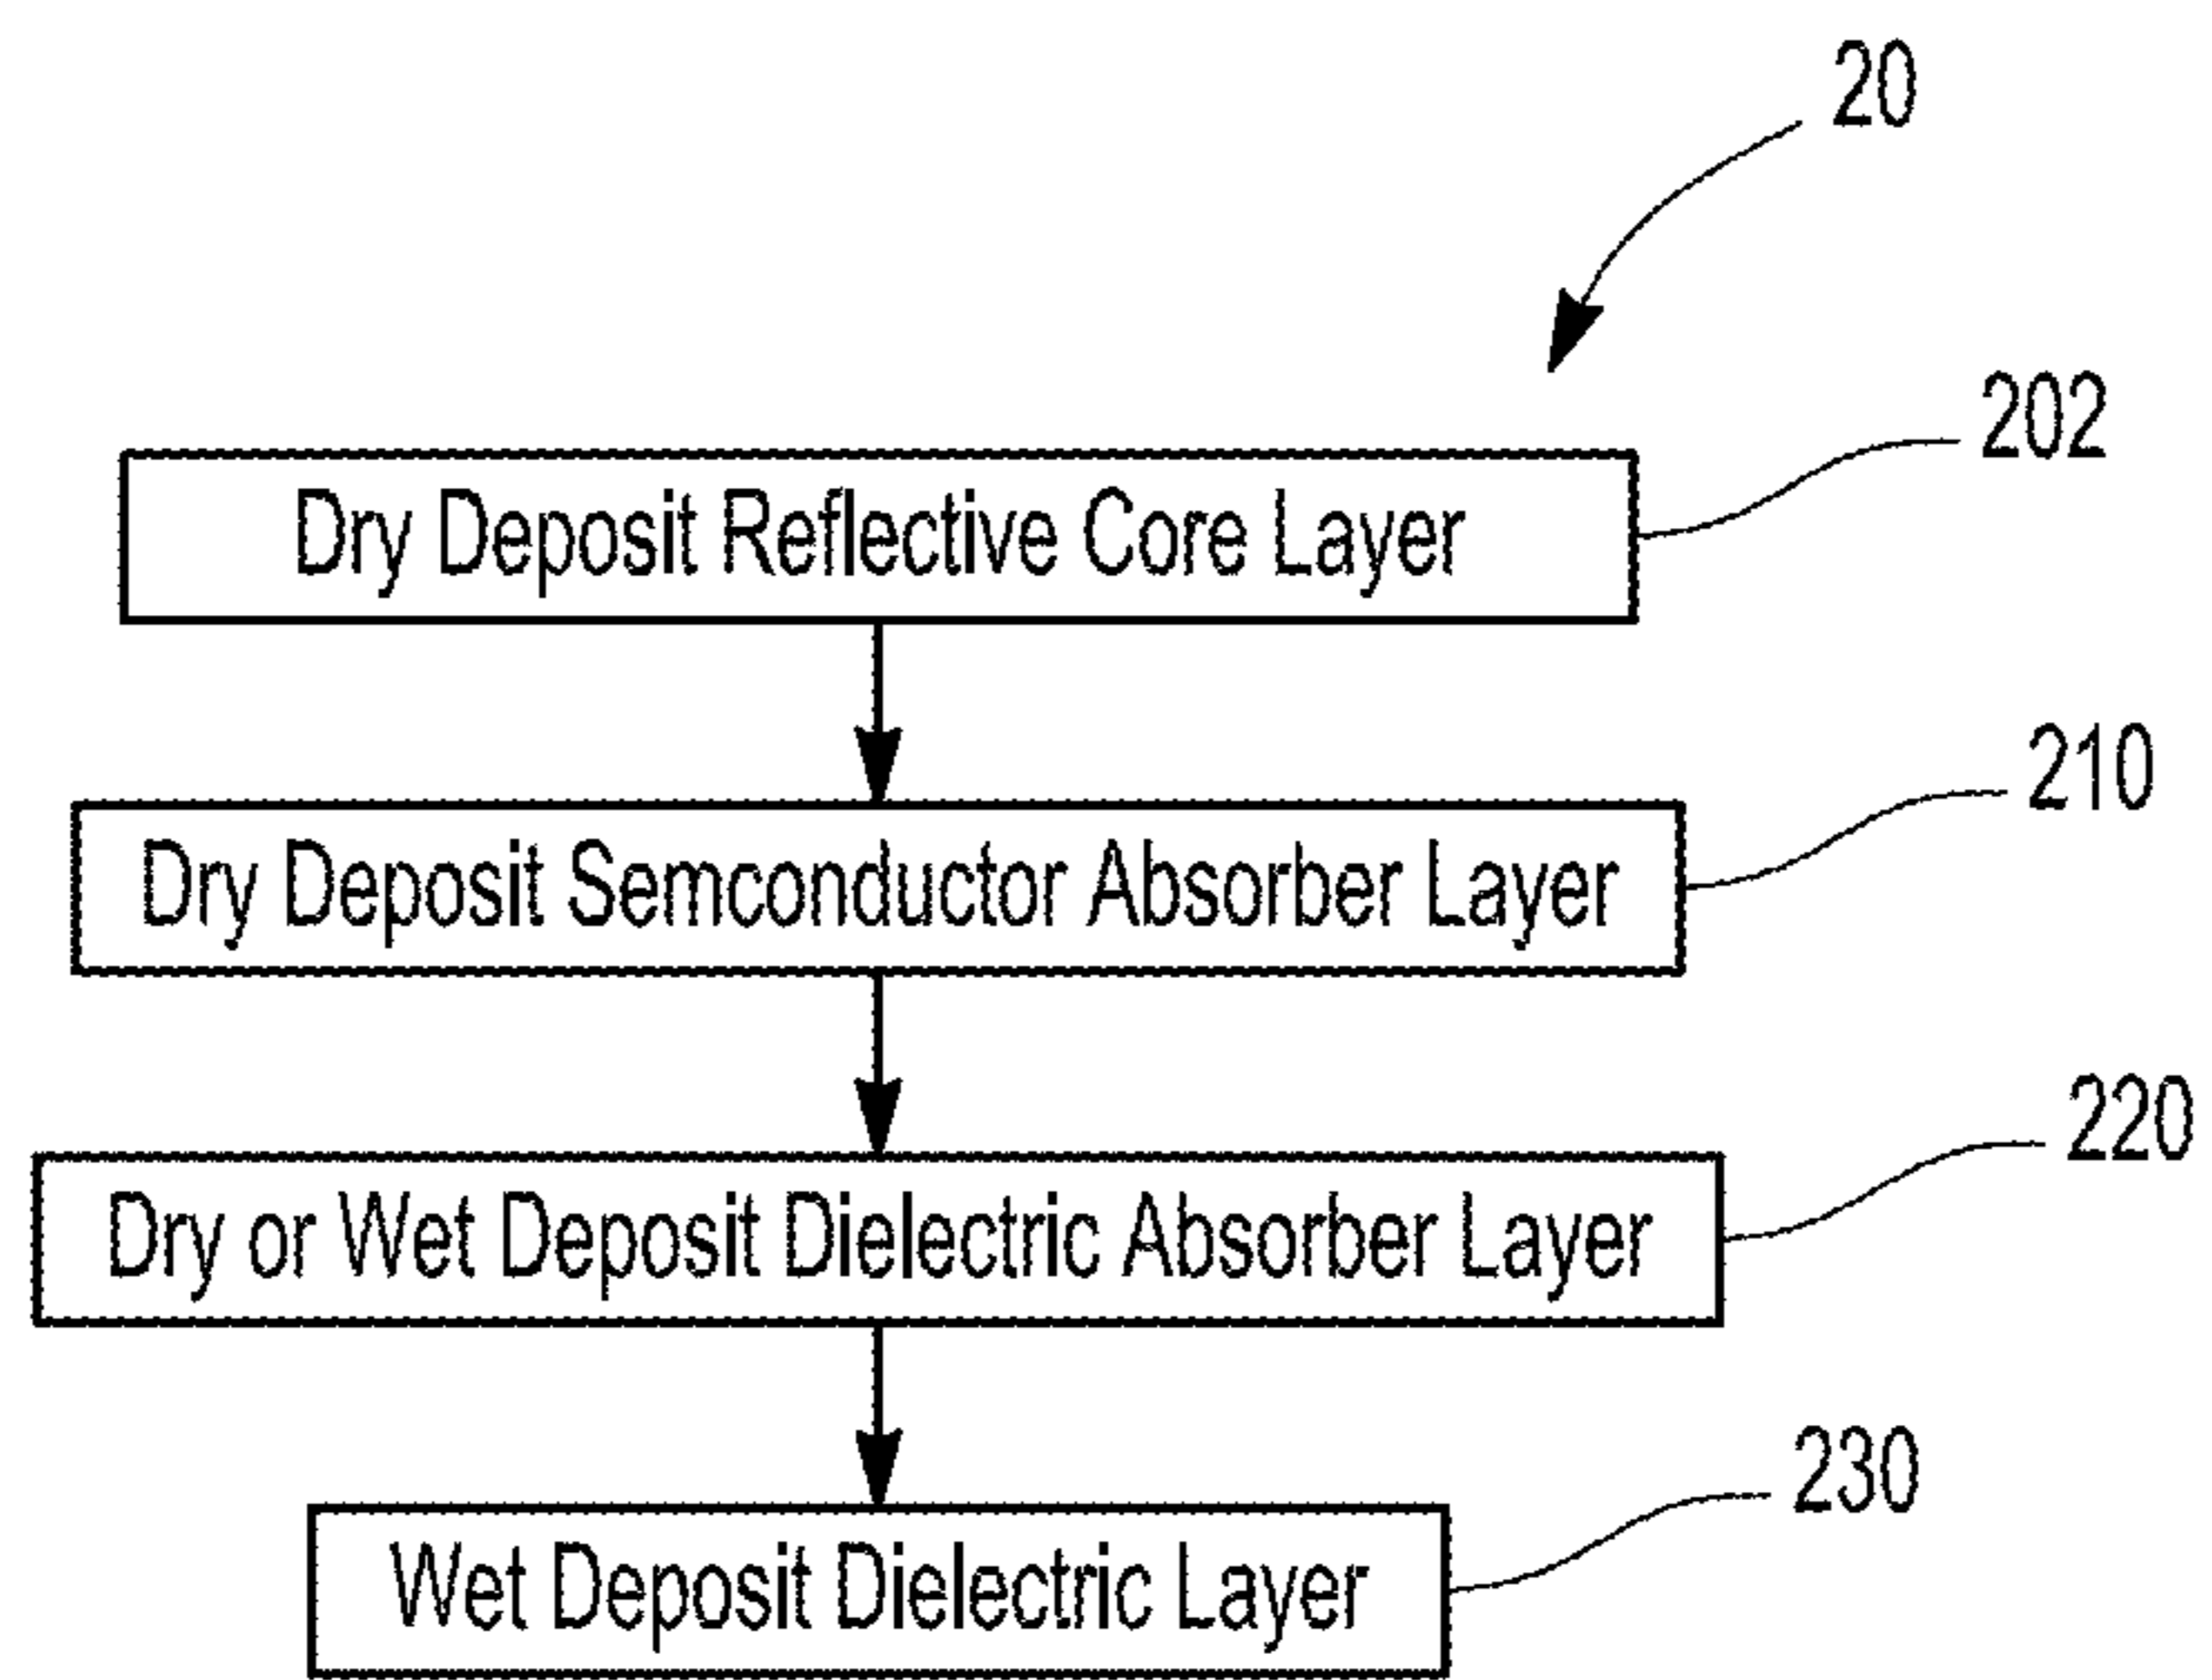 20
202
Dry Deposit Reflective Core Layer
210
Dry Deposit Semconductor Absorber Layer
220
Dry or Wet Deposit Dielectric Absorber Layer
230
Wet Deposit Dielectric Layer